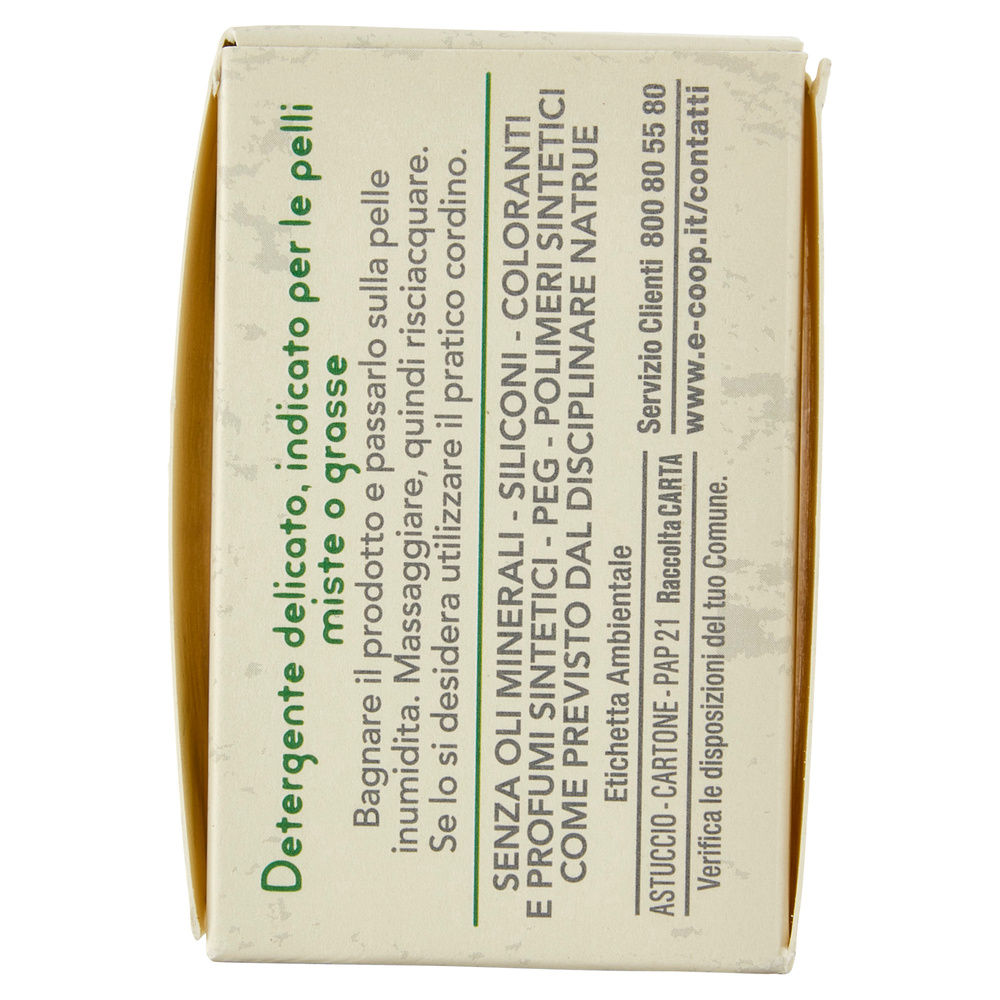 Detergente delicato, indicato per le pelli
miste o grasse
Bagnare il prodotto e passarlo sulla pelle
inumidita. Massaggiare, quindi risciacquare.
Se lo si desidera utilizzare il pratico cordino.
SENZA OLI MINERALI - SILICONI - COLORANTI
E PROFUMI SINTETICI - PEG - POLIMERI SINTETICI
COME PREVISTO DAL DISCIPLINARE NATRUE
Etichetta Ambientale
ASTUCCIO - CARTONE - PAP 21 Raccolta CARTA
Verifica le disposizioni del tuo Comune.
Servizio Clienti 800 80 55 80
www.e-coop.it/contatti